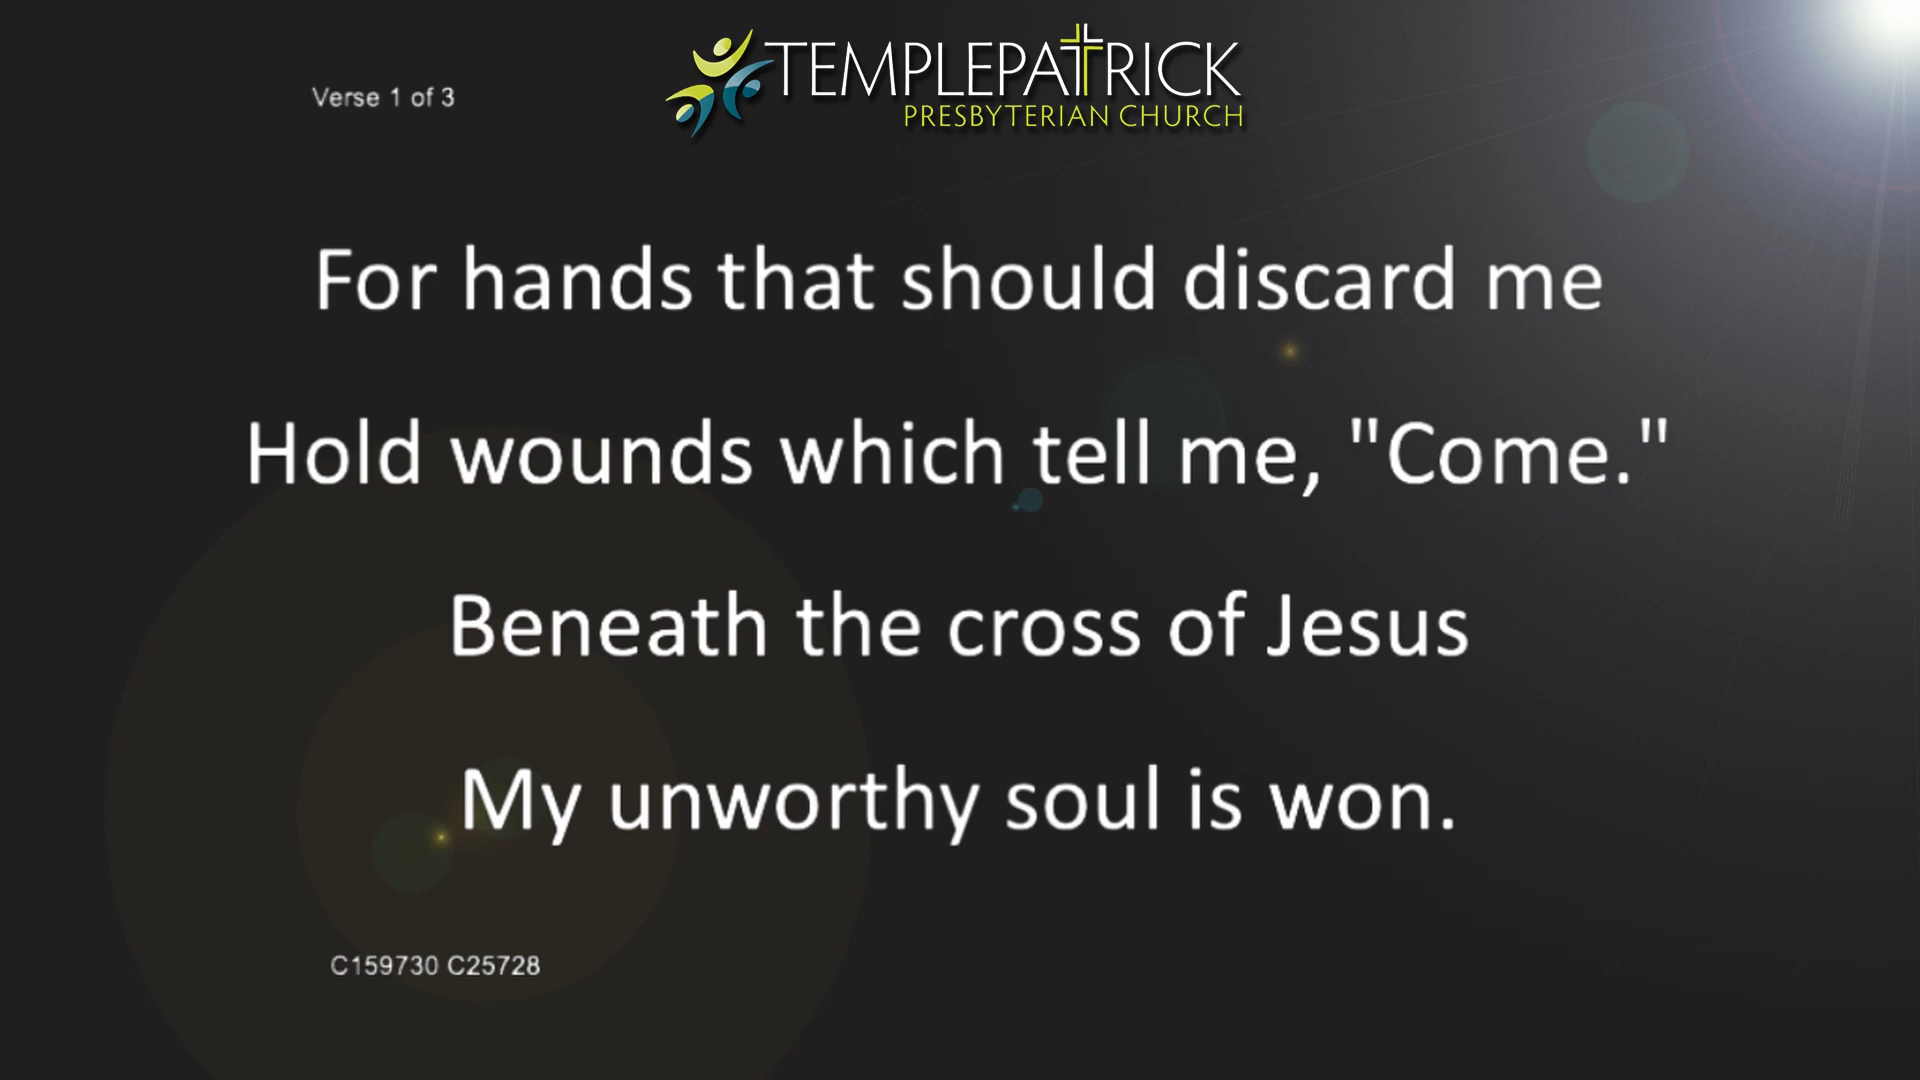 Verse 1 of 3
TEMPLEPATRICK
PRESBYTERIAN CHURCH
For hands that should discard me
Hold wounds which tell me, "Come."
Beneath the cross of Jesus
My unworthy soul is won.
C159730 C25728